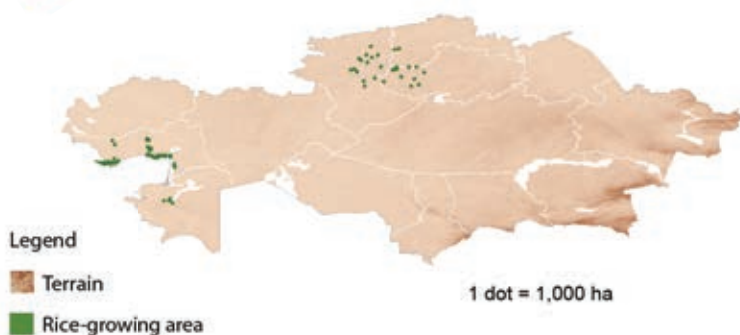 Legend
Terrain
Rice-growing area
1 dot = 1,000 ha